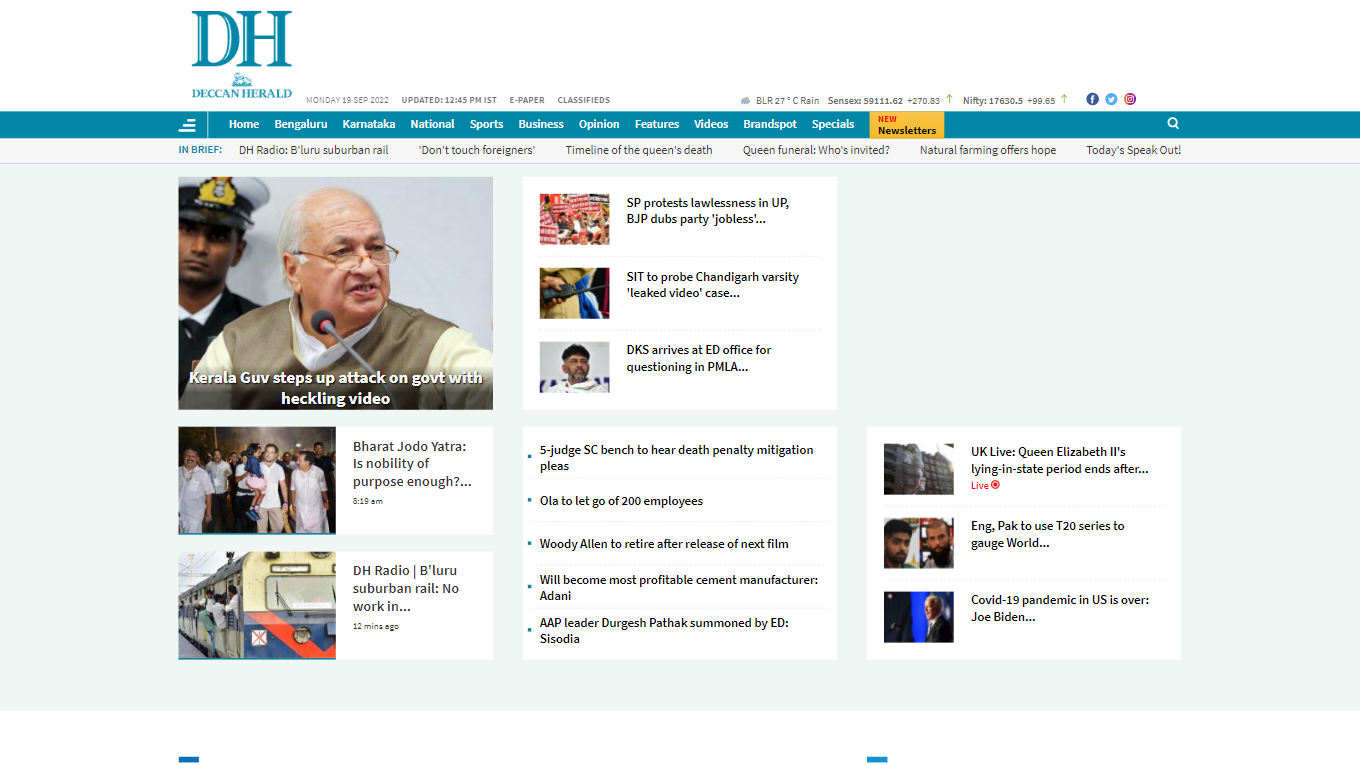 DH
DECCAN HERALD
MONDAY 19 SEP 2022 UPDATED: 12:45 PM IST E-PAPER CLASSIFIEDS
BLR 27 ° C Rain Sensex: 59111.62 +270.83 Nifty: 17630.5 +99.65
Home Bengaluru Karnataka National Sports Business Opinion Features Videos Brandspot Specials
NEW
Newsletters
IN BRIEF: DH Radio: B'luru suburban rail 'Don't touch foreigners' Timeline of the queen's death Queen funeral: Who's invited? Natural farming offers hope Today's Speak Out!
Kerala Guv steps up attack on govt with
heckling video
SP protests lawlessness in UP,
BJP dubs party 'jobless'...
SIT to probe Chandigarh varsity
'leaked video' case...
DKS arrives at ED office for
questioning in PMLA...
Bharat Jodo Yatra:
Is nobility of
purpose enough?...
8:19 am
DH Radio | B'luru
suburban rail: No
work in...
12 mins ago
5-judge SC bench to hear death penalty mitigation
pleas
Ola to let go of 200 employees
Woody Allen to retire after release of next film
Will become most profitable cement manufacturer:
Adani
AAP leader Durgesh Pathak summoned by ED:
Sisodia
UK Live: Queen Elizabeth II's
lying-in-state period ends after...
Live
Eng, Pak to use T20 series to
gauge World...
Covid-19 pandemic in US is over:
Joe Biden...